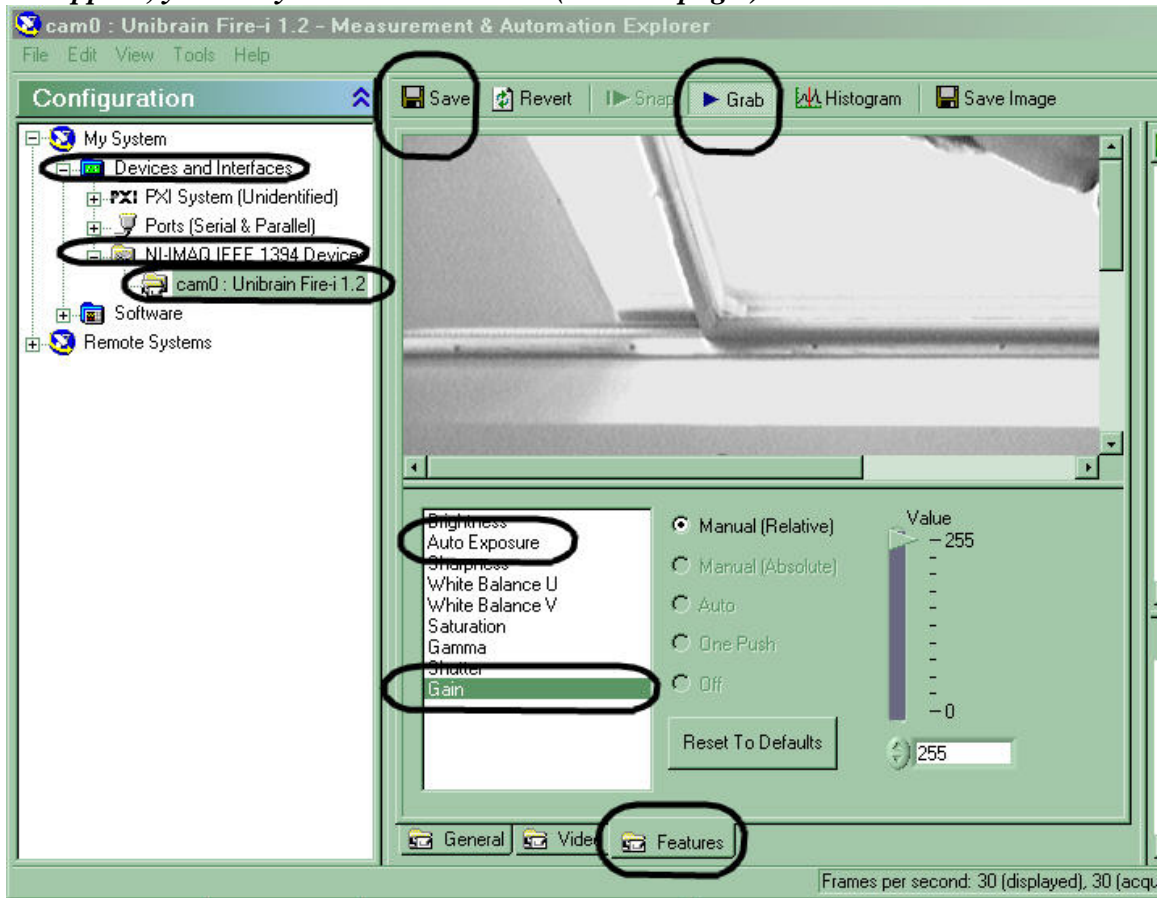 cam0 : Unibrain Fire-i 1.2 - Measurement & Automation Explorer
File Edit View Tools Help
Configuration
Save Revert Snap Grab Histogram Save Image
My System
Devices and Interfaces
PXI PXI System (Unidentified)
Ports (Serial & Parallel)
NI-IMAQ IEEE 1394 Devices
cam0 : Unibrain Fire-i 1.2
Software
Remote Systems
Brightness
Auto Exposure
Sharpness
White Balance U
White Balance V
Saturation
Gamma
Shutter
Gain
Manual (Relative)
Manual (Absolute)
Auto
One Push
Off
Reset To Defaults
Value
255
0
255
General Video Features
Frames per second: 30 (displayed), 30 (acqu